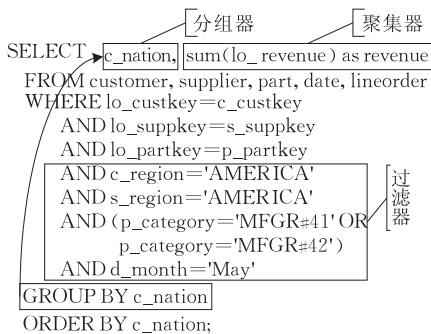 分组器 聚集器
SELECT c_nation, sum(lo_revenue) as revenue
FROM customer, supplier, part, date, lineorder
WHERE lo_custkey=c_custkey
AND lo_suppkey=s_suppkey
AND lo_partkey=p_partkey
AND c_region='AMERICA'
AND s_region='AMERICA'
AND (p_category='MFGR#41' OR
p_category='MFGR#42')
AND d_month='May'
过滤器
GROUP BY c_nation
ORDER BY c_nation;